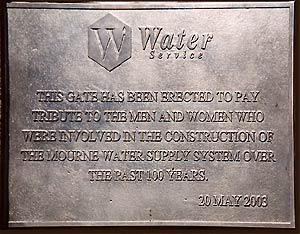 W Water
Service
THIS GATE HAS BEEN ERECTED TO PAY
TRIBUTE TO THE MEN AND WOMEN WHO
WERE INVOLVED IN THE CONSTRUCTION OF
THE MOURNE WATER SUPPLY SYSTEM OVER
THE PAST 100 YEARS.
20 MAY 2003